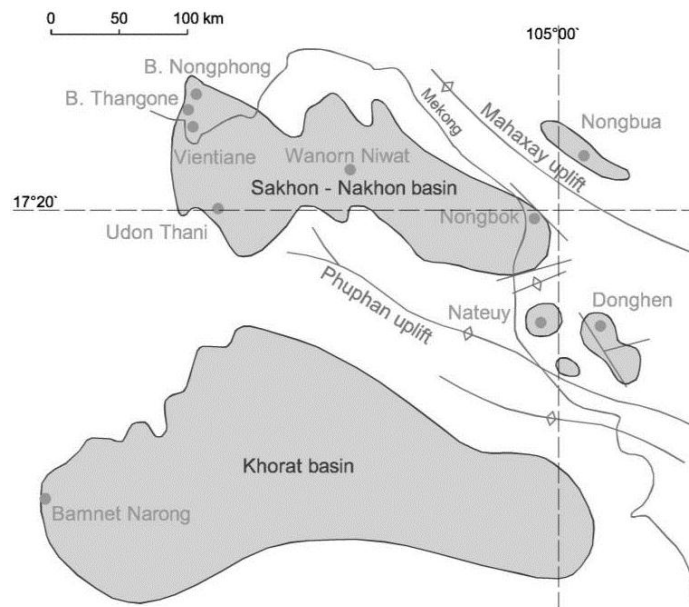 0 50 100 km
105°00`
B. Nongphong
B. Thangone
Mekong
Mahaxay uplift
Nongbua
Vientiane
Wanorn Niwat
Sakhon - Nakhon basin
17°20`
Nongbok
Udon Thani
Phuphan uplift
Nateuy
Donghen
Khorat basin
Bamnet Narong